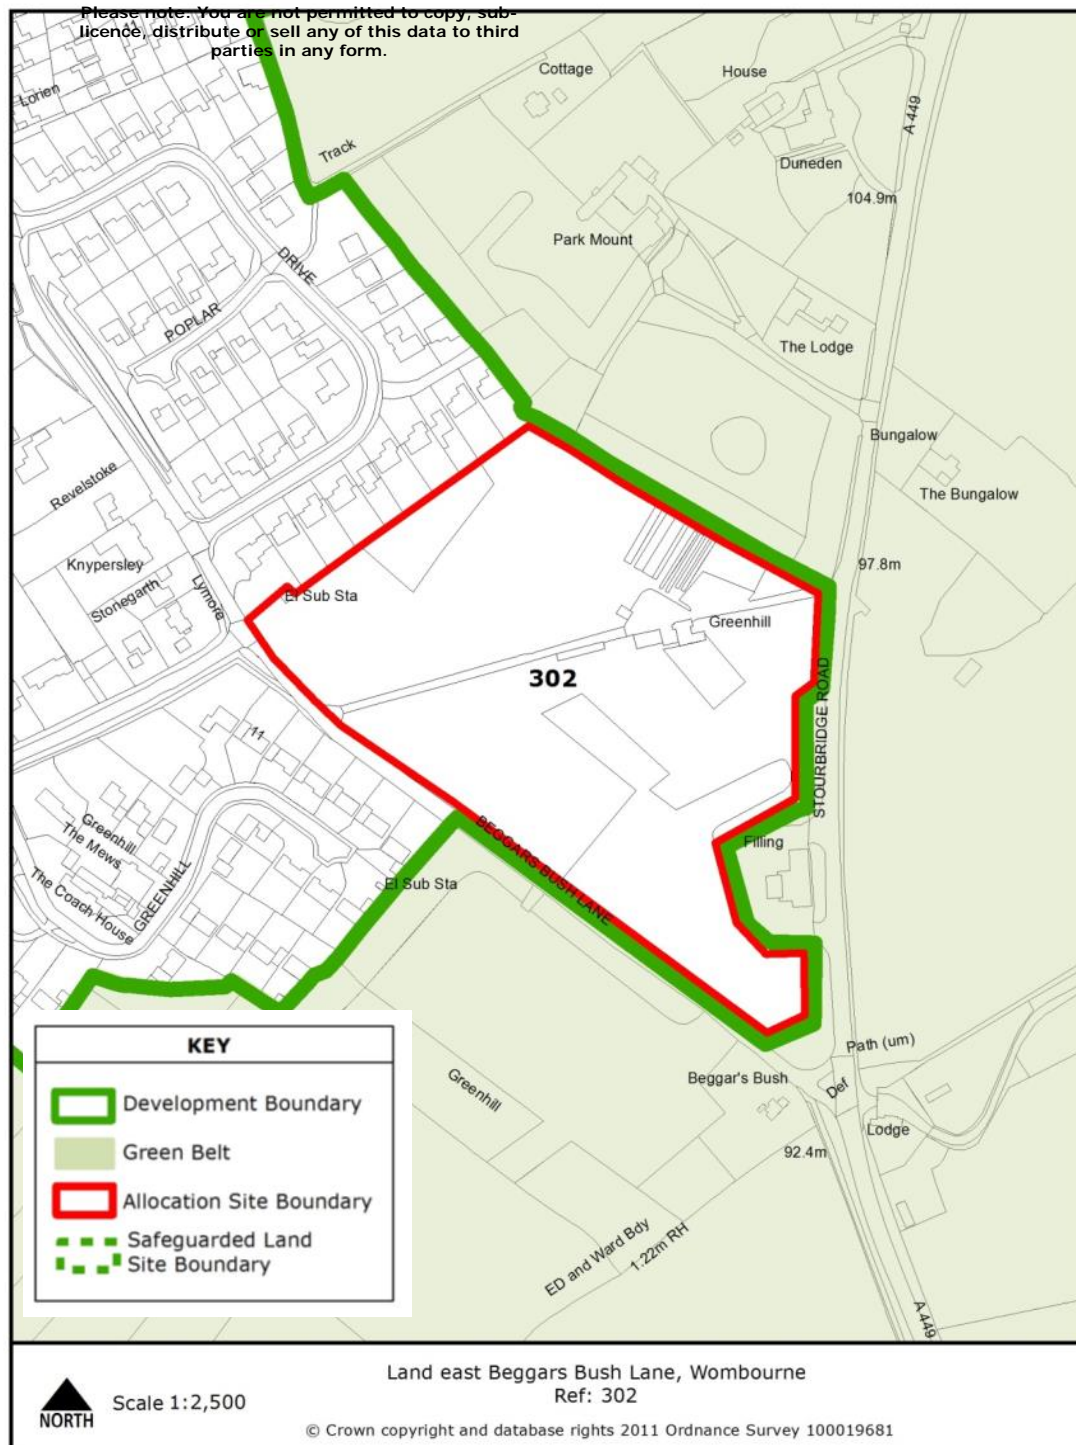 Please note: You are not permitted to copy, sub-
licence, distribute or sell any of this data to third
parties in any form.
11
Lorien
Track
Cottage
House
A 449
Duneden
104.9m
Park Mount
DRIVE
POPLAR
The Lodge
Bungalow
The Bungalow
Revelstoke
Knypersley
Stonegarth
Lymore
97.8m
El Sub Sta
Greenhill
302
STOURBRIDGE ROAD
11
Greenhill
The Mews
The Coach House
GREENHILL
El Sub Sta
BEGGARS BUSH LANE
Filling
Path (um)
Beggar's Bush
Def
Greenhill
Lodge
92.4m
ED and Ward Bdy
1.22m RH
A 449
KEY
Development Boundary
Green Belt
Allocation Site Boundary
Safeguarded Land
Site Boundary
NORTH
Scale 1:2,500
Land east Beggars Bush Lane, Wombourne
Ref: 302
© Crown copyright and database rights 2011 Ordnance Survey 100019681